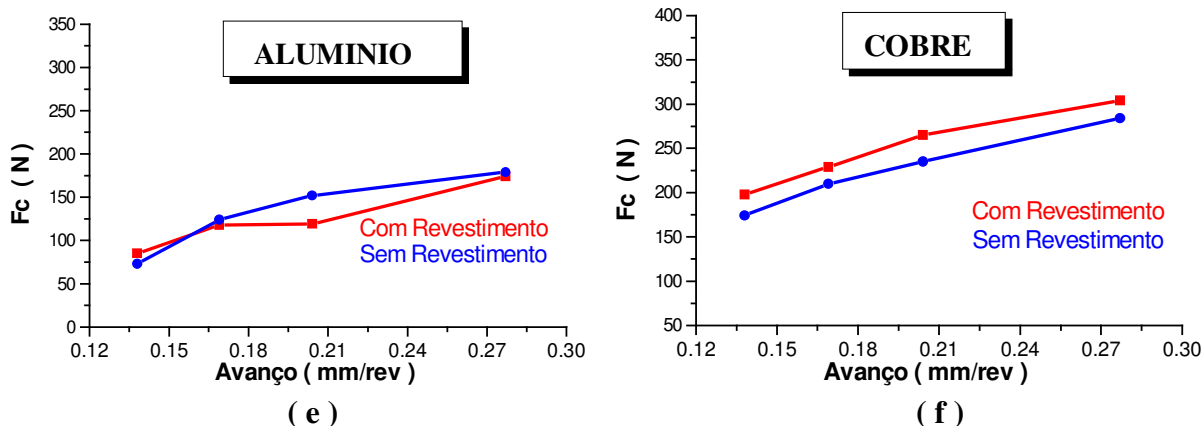 ALUMINIO
350
300
250
200
150
100
50
0
Fc ( N )
0.12 0.15 0.18 0.21 0.24 0.27 0.30
Avanço ( mm/rev )
Com Revestimento
Sem Revestimento
( e )
COBRE
400
350
300
250
200
150
100
50
Fc ( N )
0.12 0.15 0.18 0.21 0.24 0.27 0.30
Avanço ( mm/rev )
Com Revestimento
Sem Revestimento
( f )